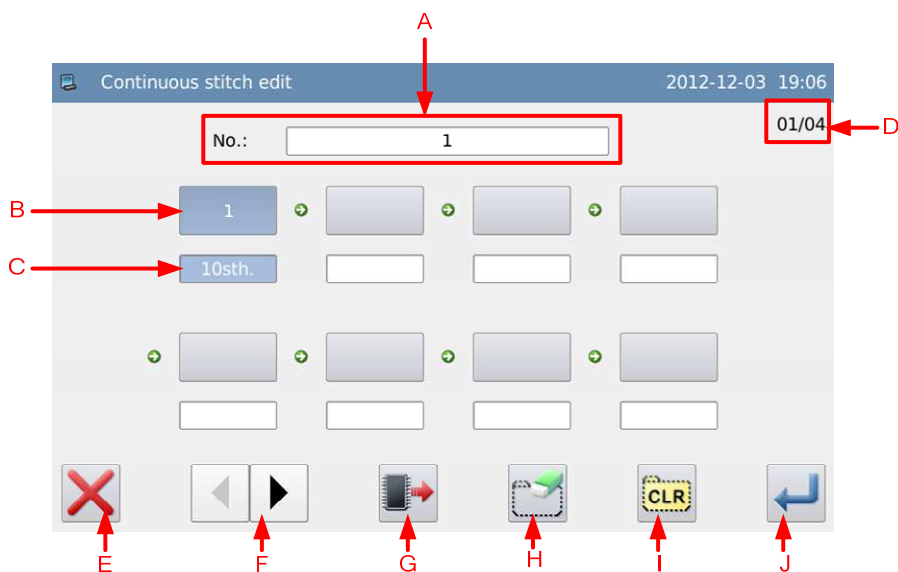 A
Continuous stitch edit 2012-12-03 19:06
No.: 1 01/04 D
B 1
C 10sth.
CLR
E F G H I J